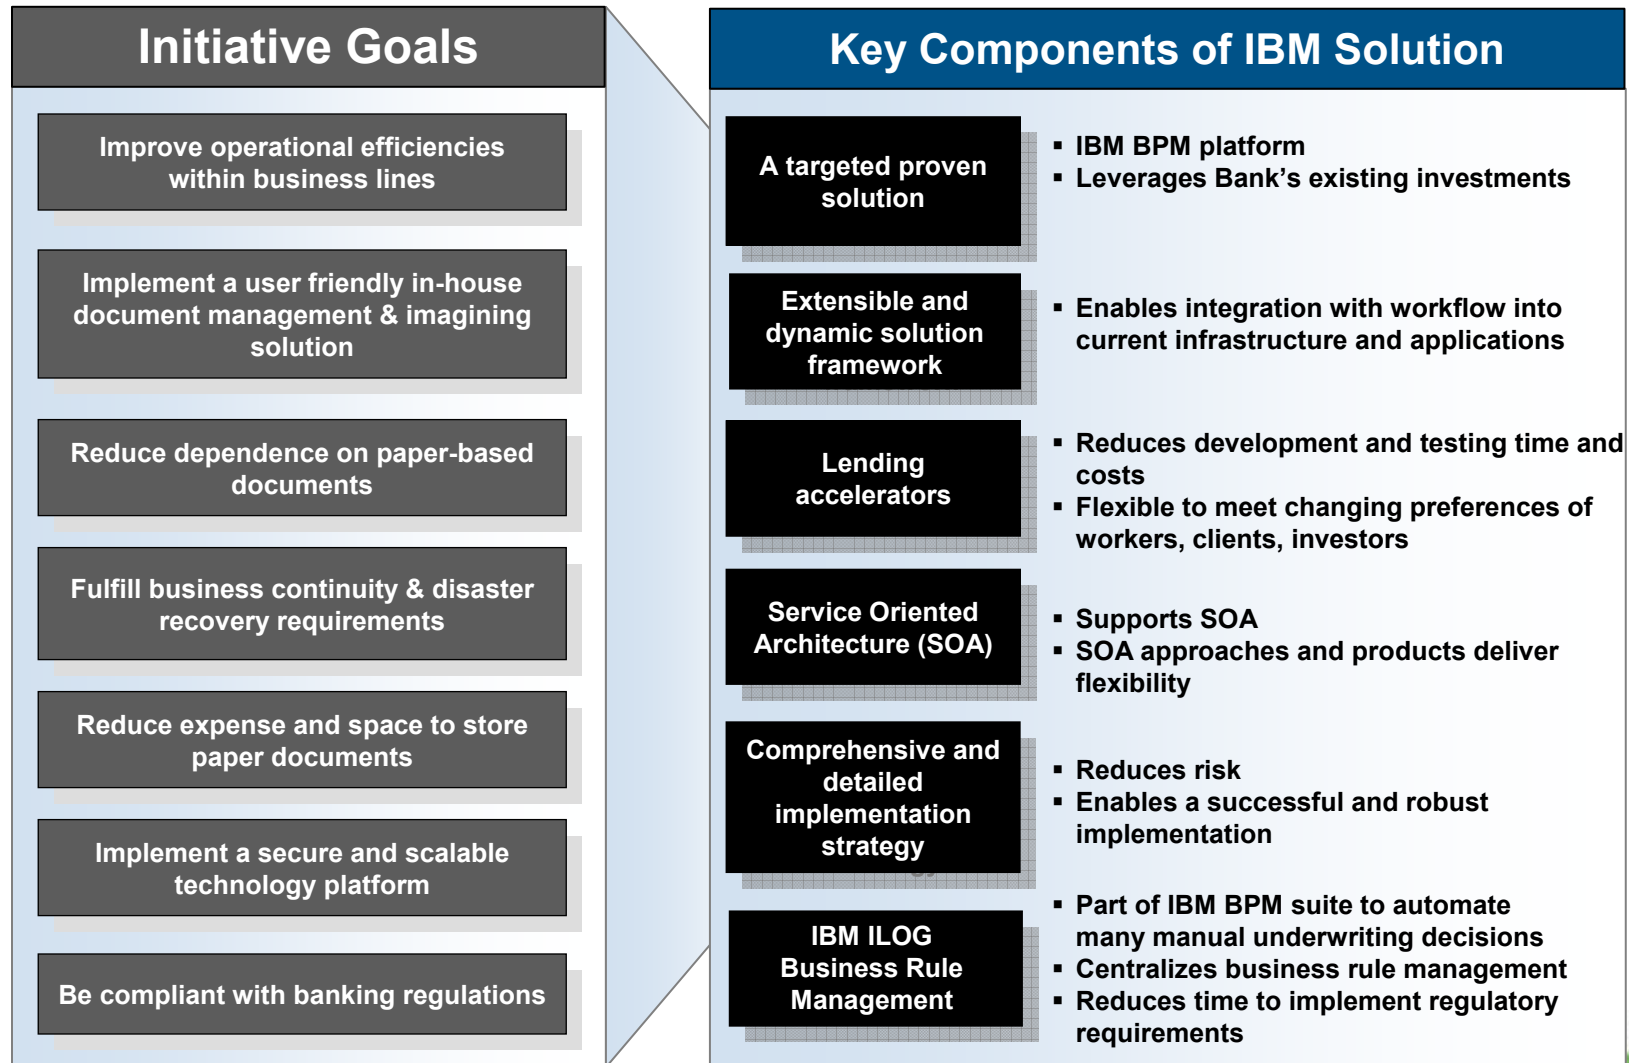 Initiative Goals
Improve operational efficiencies
within business lines
Implement a user friendly in-house
document management & imagining
solution
Reduce dependence on paper-based
documents
Fulfill business continuity & disaster
recovery requirements
Reduce expense and space to store
paper documents
Implement a secure and scalable
technology platform
Be compliant with banking regulations
Key Components of IBM Solution
A targeted proven
solution
▪ IBM BPM platform
▪ Leverages Bank’s existing investments
Extensible and
dynamic solution
framework
▪ Enables integration with workflow into
current infrastructure and applications
Lending
accelerators
▪ Reduces development and testing time and
costs
▪ Flexible to meet changing preferences of
workers, clients, investors
Service Oriented
Architecture (SOA)
▪ Supports SOA
▪ SOA approaches and products deliver
flexibility
Comprehensive and
detailed
implementation
strategy
▪ Reduces risk
▪ Enables a successful and robust
implementation
IBM ILOG
Business Rule
Management
▪ Part of IBM BPM suite to automate
many manual underwriting decisions
▪ Centralizes business rule management
▪ Reduces time to implement regulatory
requirements